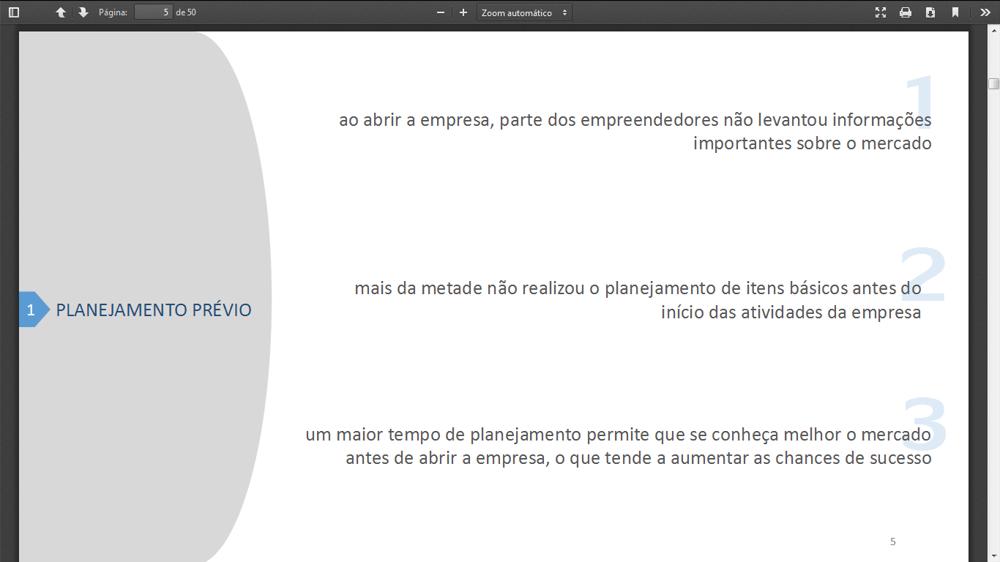 Página: 5 de 50 Zoom automático
1
ao abrir a empresa, parte dos empreendedores não levantou informações
importantes sobre o mercado
2
mais da metade não realizou o planejamento de itens básicos antes do
início das atividades da empresa
1 PLANEJAMENTO PRÉVIO
3
um maior tempo de planejamento permite que se conheça melhor o mercado
antes de abrir a empresa, o que tende a aumentar as chances de sucesso
5